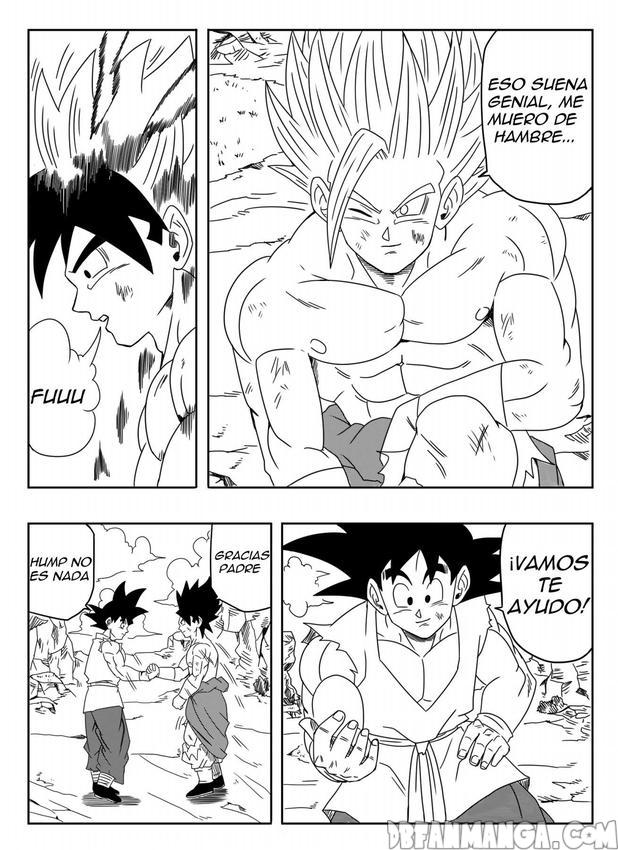 ESO SUENA
GENIAL, ME
MUERO DE
HAMBRE...
FUUU
¡VAMOS
TE
AYUDO!
GRACIAS
PADRE
HUMP NO
ES NADA
DBFANMANGA.COM